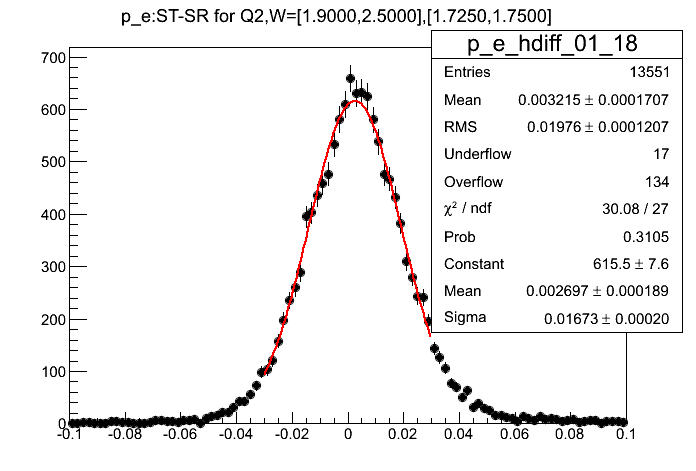 p_e:ST-SR for Q2,W=[1.9000,2.5000],[1.7250,1.7500]
p_e_hdiff_01_18
Entries 13551
Mean 0.003215 ± 0.0001707
RMS 0.01976 ± 0.0001207
Underflow 17
Overflow 134
χ² / ndf 30.08 / 27
Prob 0.3105
Constant 615.5 ± 7.6
Mean 0.002697 ± 0.000189
Sigma 0.01673 ± 0.00020
700
600
500
400
300
200
100
0
-0.1 -0.08 -0.06 -0.04 -0.02 0 0.02 0.04 0.06 0.08 0.1